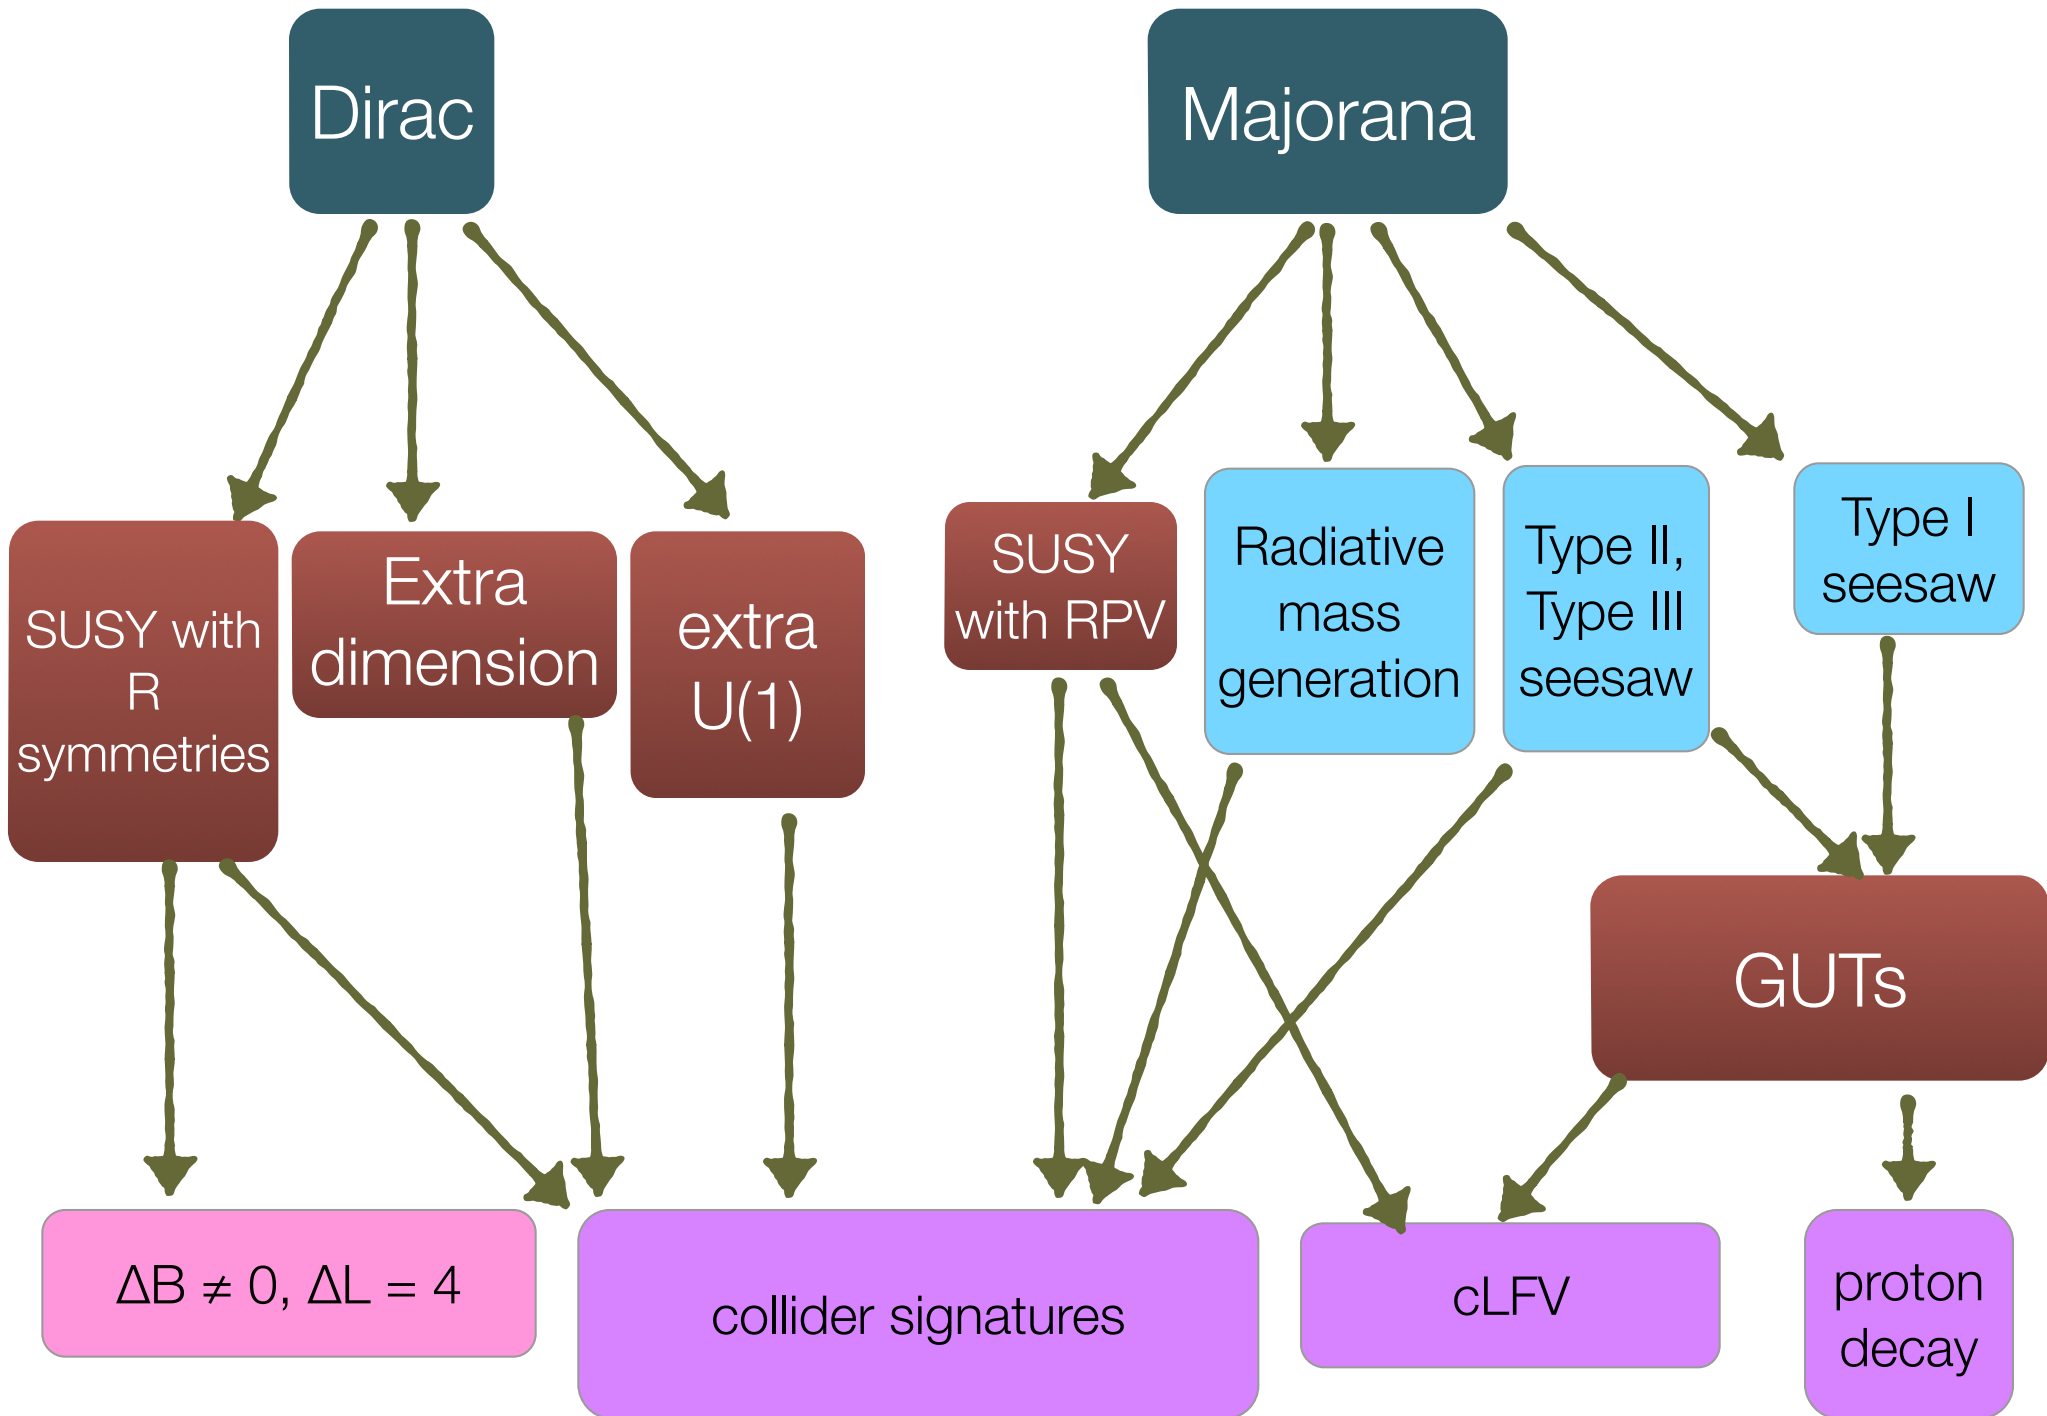 Dirac
Majorana
SUSY with
R
symmetries
Extra
dimension
extra
U(1)
SUSY
with RPV
Radiative
mass
generation
Type II,
Type III
seesaw
Type I
seesaw
GUTs
ΔB ≠ 0, ΔL = 4
collider signatures
cLFV
proton
decay